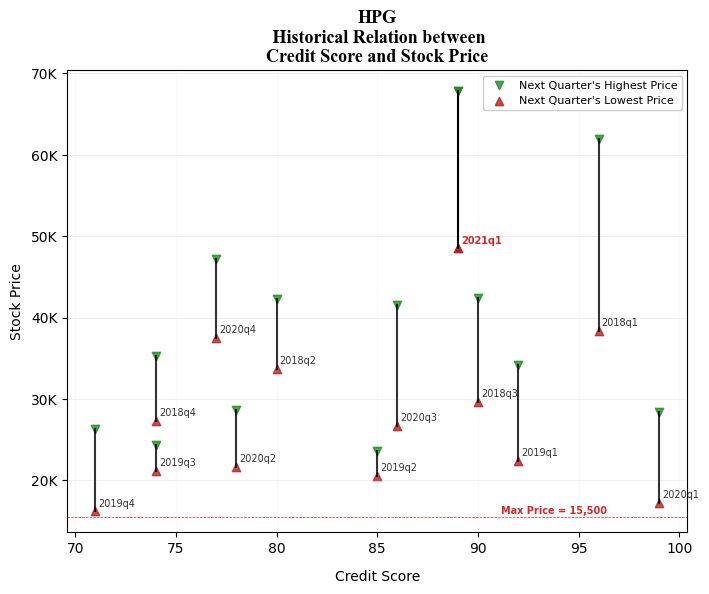 HPG
Historical Relation between
Credit Score and Stock Price
Next Quarter's Highest Price
Next Quarter's Lowest Price
70K
60K
50K
40K
30K
20K
Stock Price
2021q1
2020q4
2018q1
2018q2
2018q4
2018q3
2020q3
2019q3
2020q2
2019q2
2019q1
2019q4
2020q1
Max Price = 15,500
70
75
80
85
90
95
100
Credit Score